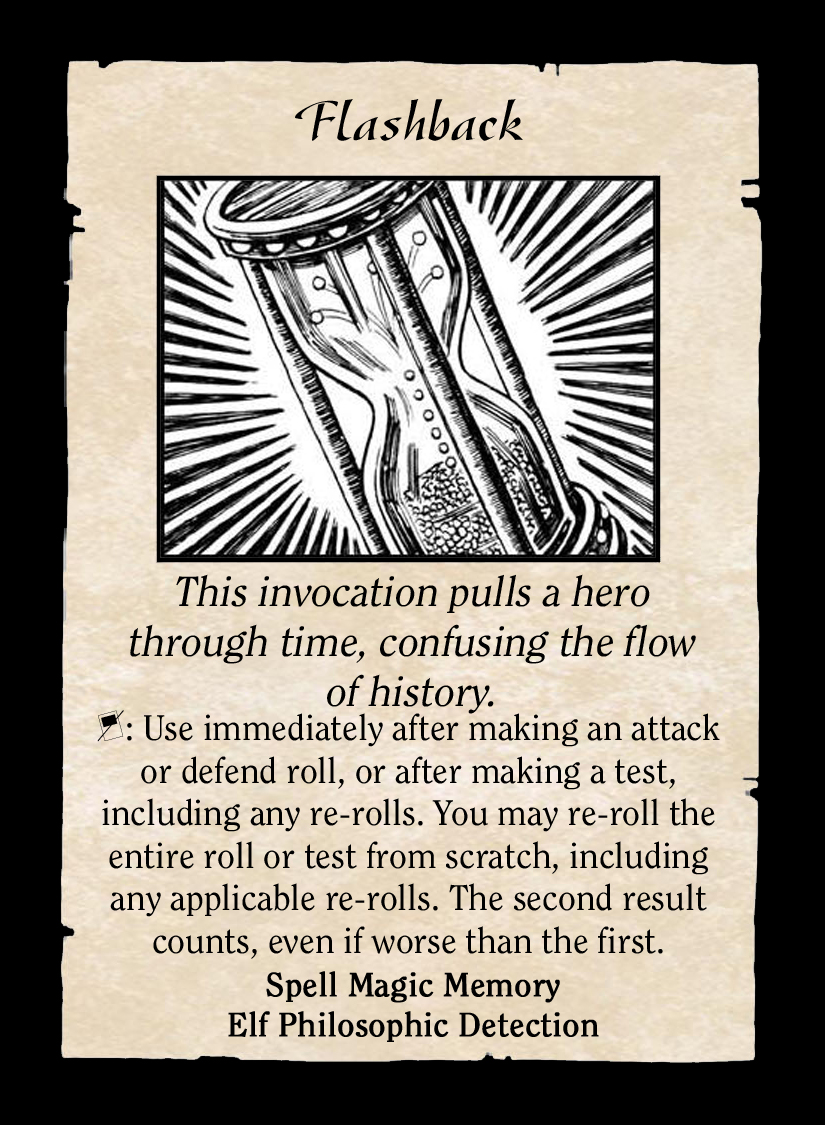 Flashback
This invocation pulls a hero
through time, confusing the flow
of history.
: Use immediately after making an attack
or defend roll, or after making a test,
including any re-rolls. You may re-roll the
entire roll or test from scratch, including
any applicable re-rolls. The second result
counts, even if worse than the first.
Spell Magic Memory
Elf Philosophic Detection